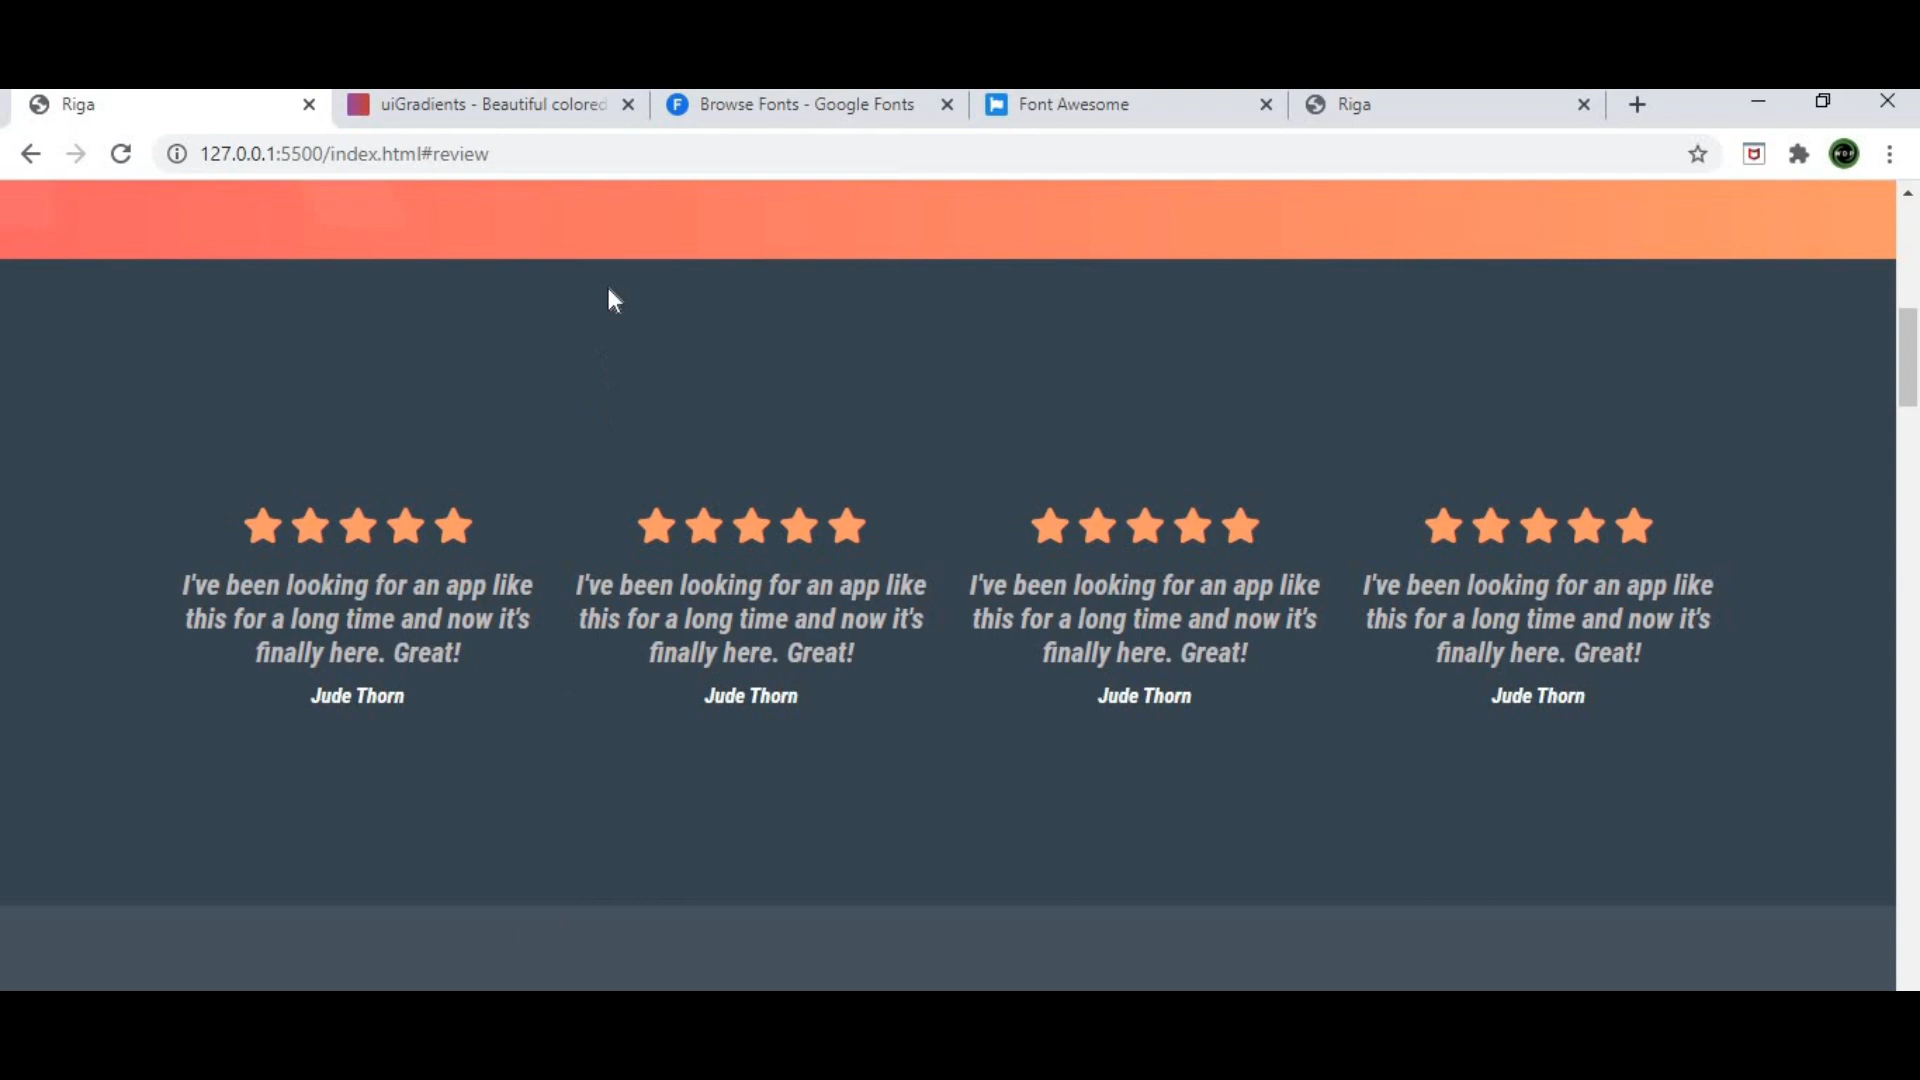 Riga
uiGradients - Beautiful colored
Browse Fonts - Google Fonts
Font Awesome
Riga
127.0.0.1:5500/index.html#review
I've been looking for an app like
this for a long time and now it's
finally here. Great!
Jude Thorn
I've been looking for an app like
this for a long time and now it's
finally here. Great!
Jude Thorn
I've been looking for an app like
this for a long time and now it's
finally here. Great!
Jude Thorn
I've been looking for an app like
this for a long time and now it's
finally here. Great!
Jude Thorn